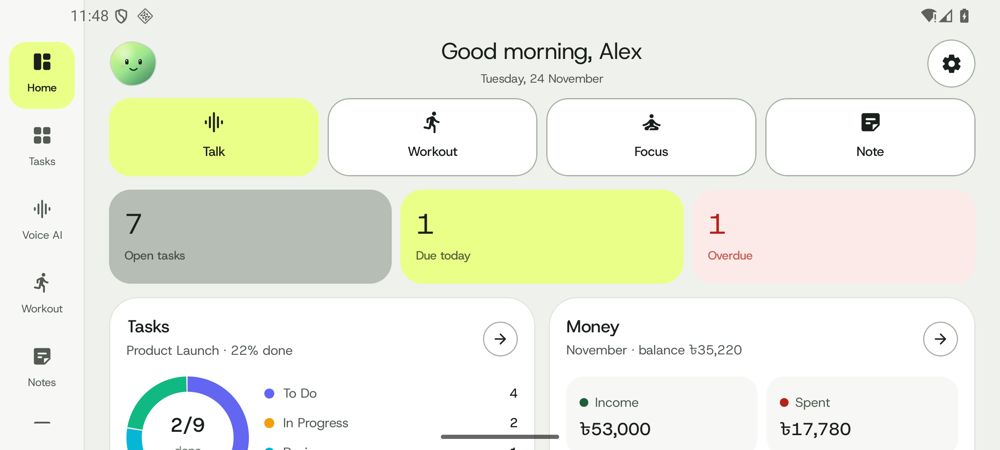 11:48
Home
Tasks
Voice AI
Workout
Notes
Good morning, Alex
Tuesday, 24 November
Talk
Workout
Focus
Note
7
Open tasks
1
Due today
1
Overdue
Tasks
Product Launch · 22% done
2/9
To Do 4
In Progress 2
Money
November · balance ৳35,220
Income
৳53,000
Spent
৳17,780